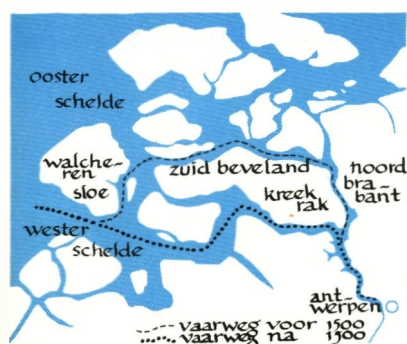 ooster
schelde
walche-
ren
sloe
zuid beveland
kreek
rak
noord
bra-
bant
wester
schelde
ant-
werpen
vaarweg voor 1500
vaarweg na 1500